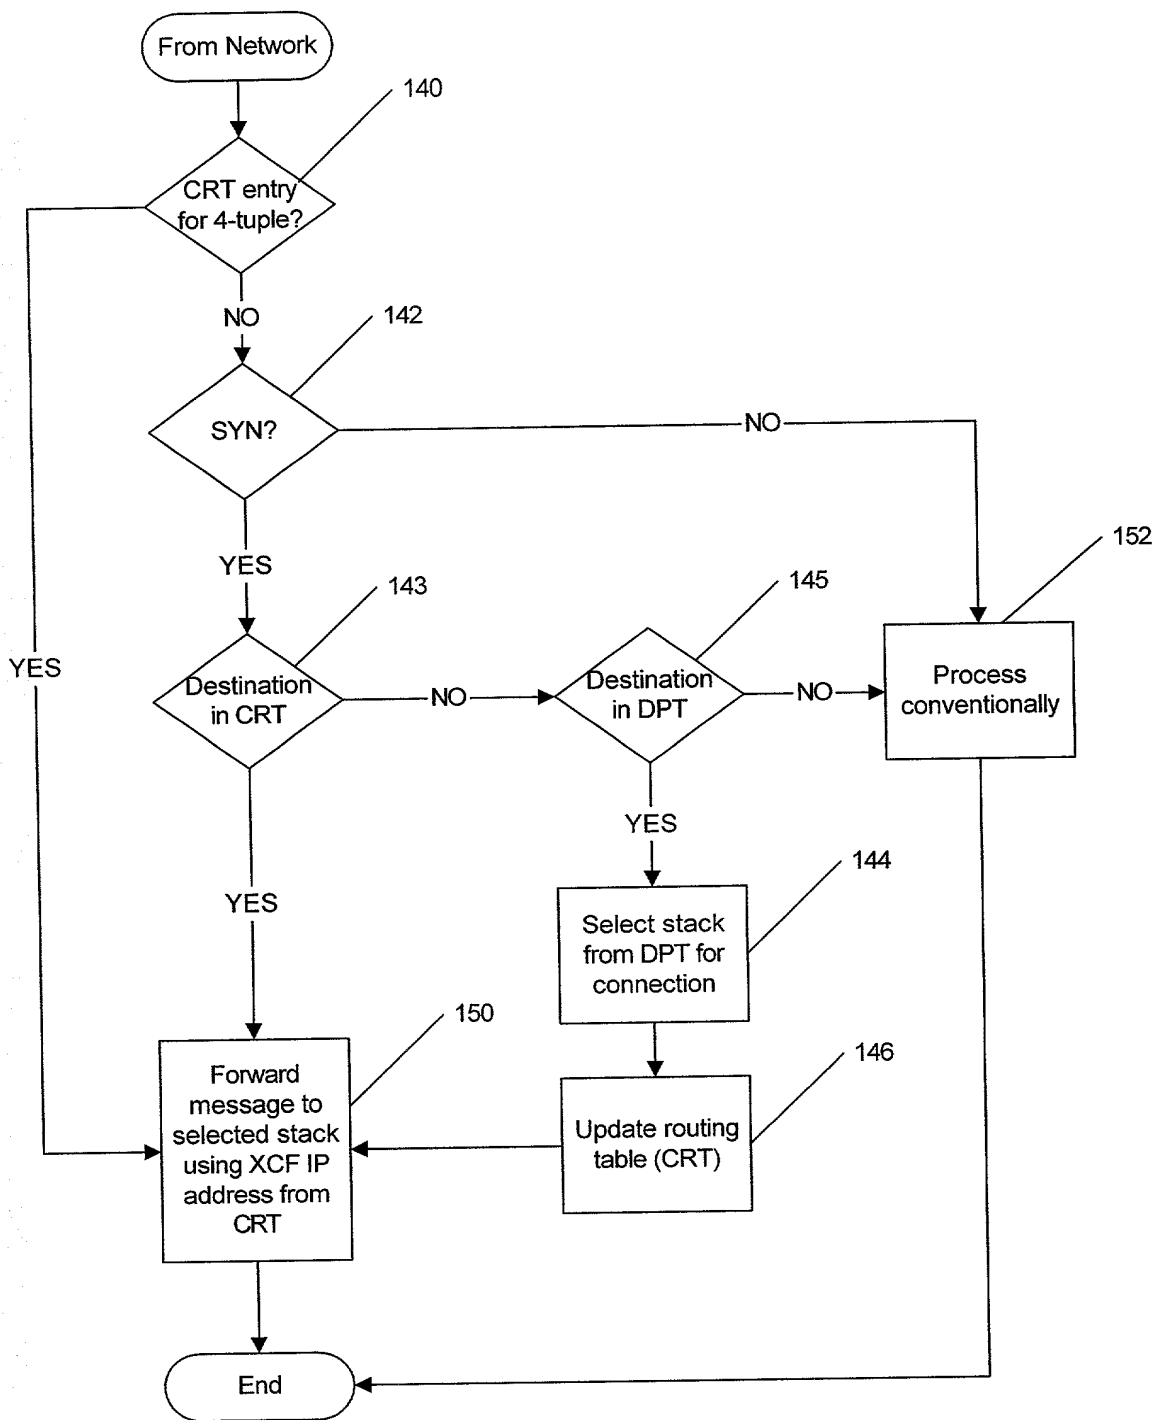 From Network
140
CRT entry
for 4-tuple?
NO
142
SYN?
NO
YES
152
143
145
YES
Destination
in CRT
NO
Destination
in DPT
NO
Process
conventionally
YES
144
YES
Select stack
from DPT for
connection
150
146
Forward
message to
selected stack
using XCF IP
address from
CRT
Update routing
table (CRT)
End